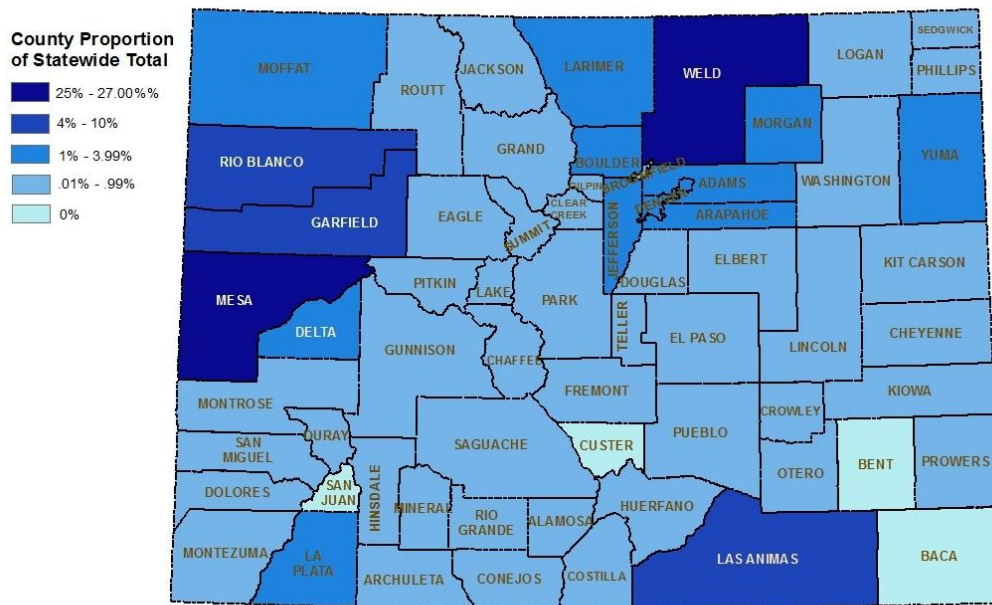 County Proportion
of Statewide Total
25% - 27.00%%
4% - 10%
1% - 3.99%
.01% - .99%
0%
MOFFAT
ROUTT
JACKSON
LARIMER
WELD
LOGAN
SEDGWICK
PHILLIPS
MORGAN
YUMA
WASHINGTON
RIO BLANCO
GRAND
BOULDER
BROOMFIELD
GILPIN
ADAMS
DENVER
CLEAR
CREEK
ARAPAHOE
JEFFERSON
GARFIELD
EAGLE
SUMMIT
DOUGLAS
ELBERT
KIT CARSON
MESA
PITKIN
LAKE
PARK
DELTA
TELLER
EL PASO
LINCOLN
CHEYENNE
GUNNISON
CHAFFEE
FREMONT
KIOWA
MONTROSE
CROWLEY
OURAY
SAN
MIGUEL
SAGUACHE
CUSTER
PUEBLO
OTERO
BENT
PROWERS
DOLORES
SAN
JUAN
HINSDALE
MINERAL
RIO
GRANDE
ALAMOSA
HUERFANO
MONTEZUMA
LA
PLATA
ARCHULETA
CONEJOS
COSTILLA
LAS ANIMAS
BACA